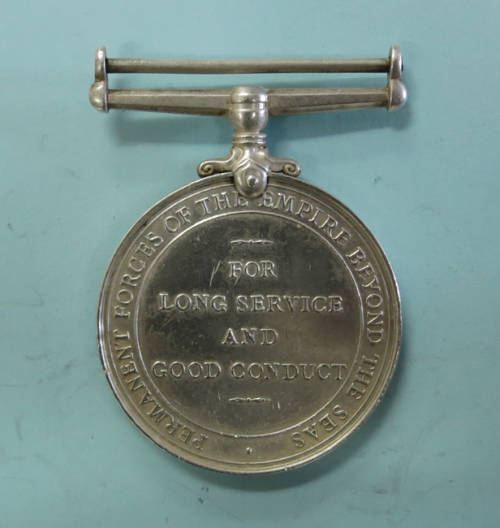 PERMANENT FORCES OF THE EMPIRE BEYOND THE SEAS
FOR
LONG SERVICE
AND
GOOD CONDUCT